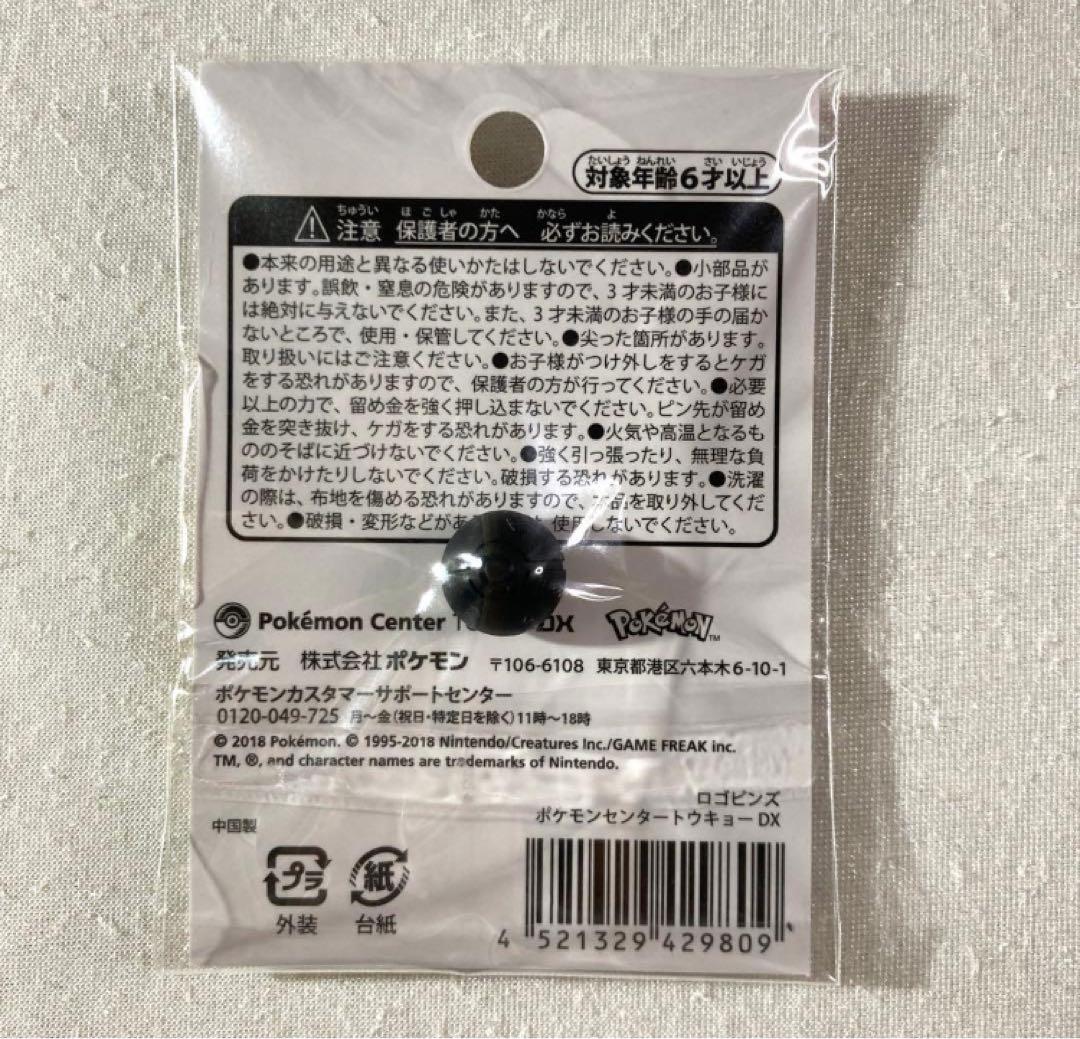 たいしょう ねんれい さい いじょう
対象年齢6才以上
ちゅうい ほごしゃ かた かなら よ
注意 保護者の方へ 必ずお読みください。
●本来の用途と異なる使いかたはしないでください。●小部品が
あります。誤飲・窒息の危険がありますので、3才未満のお子様に
は絶対に与えないでください。また、3才未満のお子様の手の届か
ないところで、使用・保管してください。●尖った箇所があります。
取り扱いにはご注意ください。●お子様がつけ外しをするとケガ
をする恐れがありますので、保護者の方が行ってください。●必要
以上の力で、留め金を強く押し込まないでください。ピン先が留め
金を突き抜け、ケガをする恐れがあります。●火気や高温となるも
ののそばに近づけないでください。●強く引っ張ったり、無理な負
荷をかけたりしないでください。破損する恐れがあります。●洗濯
の際は、布地を傷める恐れがありますので、本品を取り外してくだ
さい。●破損・変形などがあ 使用しないでください。
Pokémon Center DX POKéMON TM
発売元 株式会社ポケモン 〒106-6108 東京都港区六本木6-10-1
ポケモンカスタマーサポートセンター
0120-049-725 月～金(祝日・特定日を除く)11時～18時
© 2018 Pokémon. © 1995-2018 Nintendo/Creatures Inc./GAME FREAK inc.
TM, ®, and character names are trademarks of Nintendo.
ロゴピンズ
ポケモンセンタートウキョーDX
中国製
プラ 紙
外装 台紙
4 521329 429809